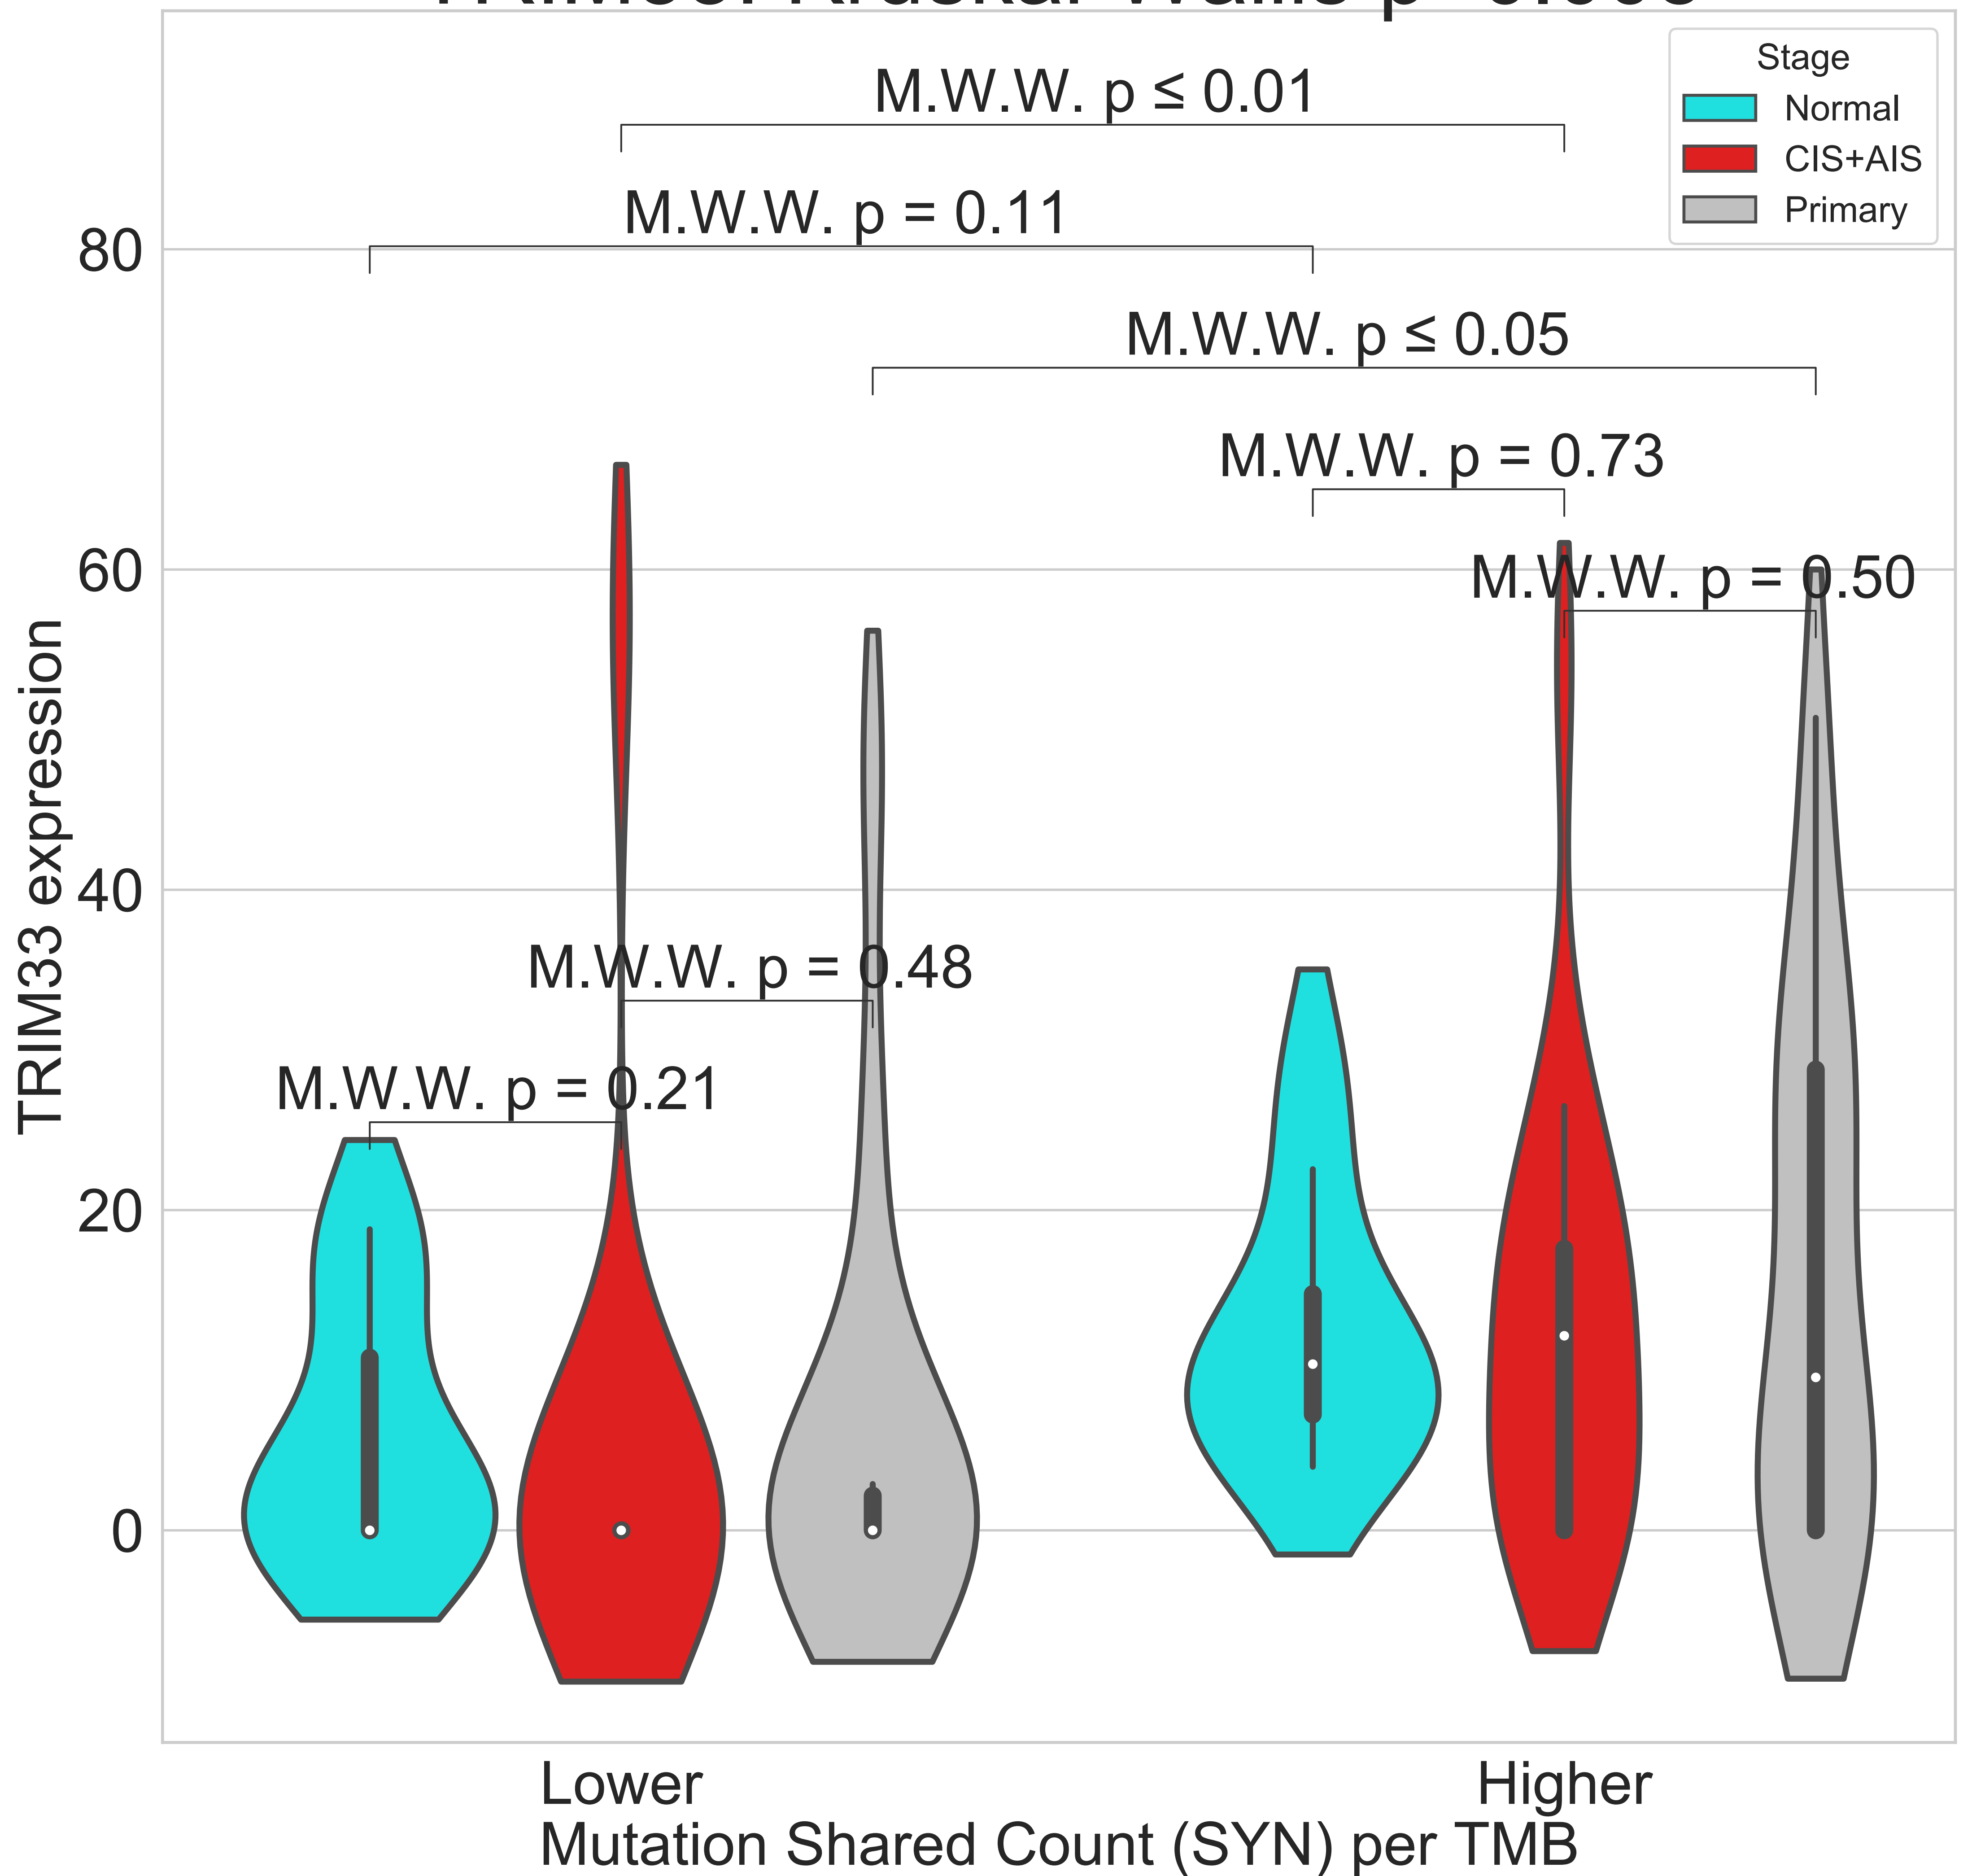 Stage
Normal
CIS+AIS
Primary
M.W.W. p ≤ 0.01
M.W.W. p = 0.11
M.W.W. p ≤ 0.05
M.W.W. p = 0.73
M.W.W. p = 0.50
M.W.W. p = 0.48
M.W.W. p = 0.21
80
60
40
20
0
TRIM33 expression
Lower
Higher
Mutation Shared Count (SYN) per TMB